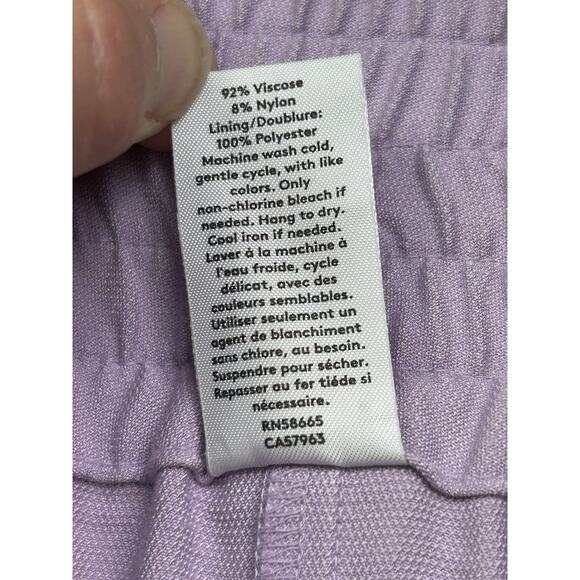 92% Viscose
8% Nylon
Lining/Doublure:
100% Polyester
Machine wash cold,
gentle cycle, with like
colors. Only
non-chlorine bleach if
needed. Hang to dry.
Cool iron if needed.
Laver à la machine à
l'eau froide, cycle
délicat, avec des
couleurs semblables.
Utiliser seulement un
agent de blanchiment
sans chlore, au besoin.
Suspendre pour sécher.
Repasser au fer tiéde si
nécessaire.
RN58665
CA57963